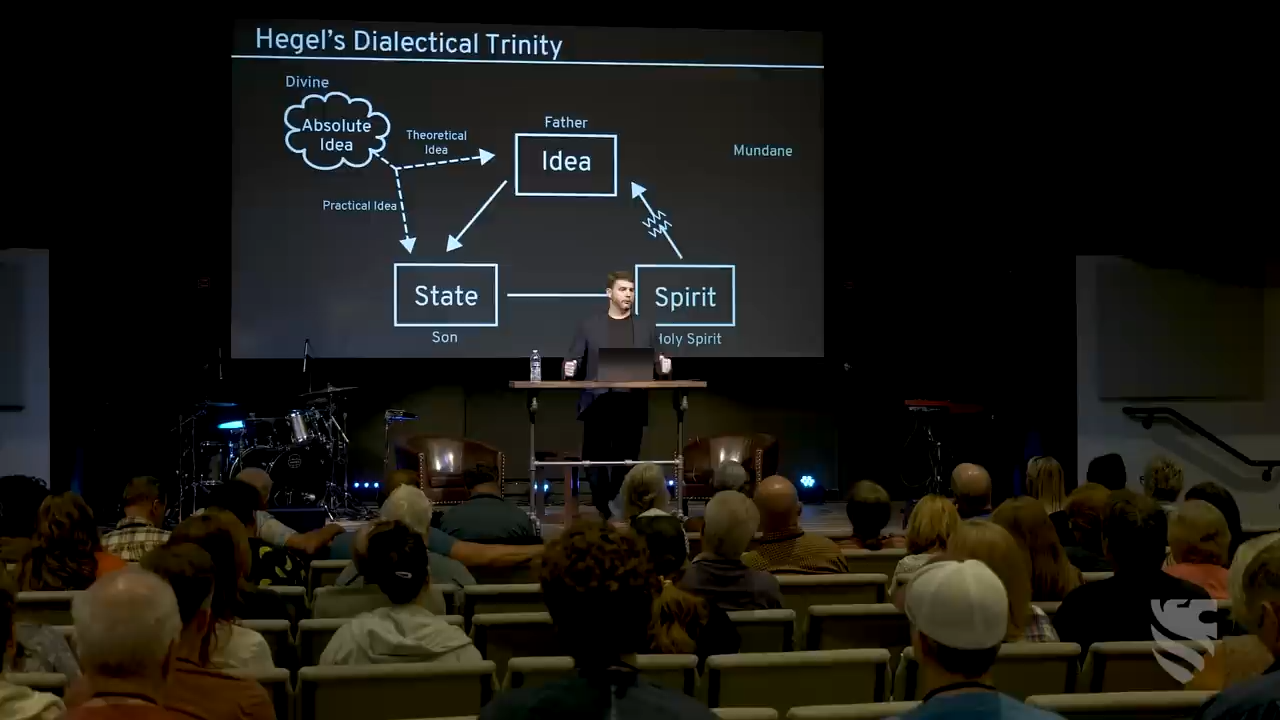 Hegel's Dialectical Trinity
Divine
Absolute
Idea
Theoretical
Idea
Father
Idea
Mundane
Practical Idea
State
Spirit
Son
Holy Spirit